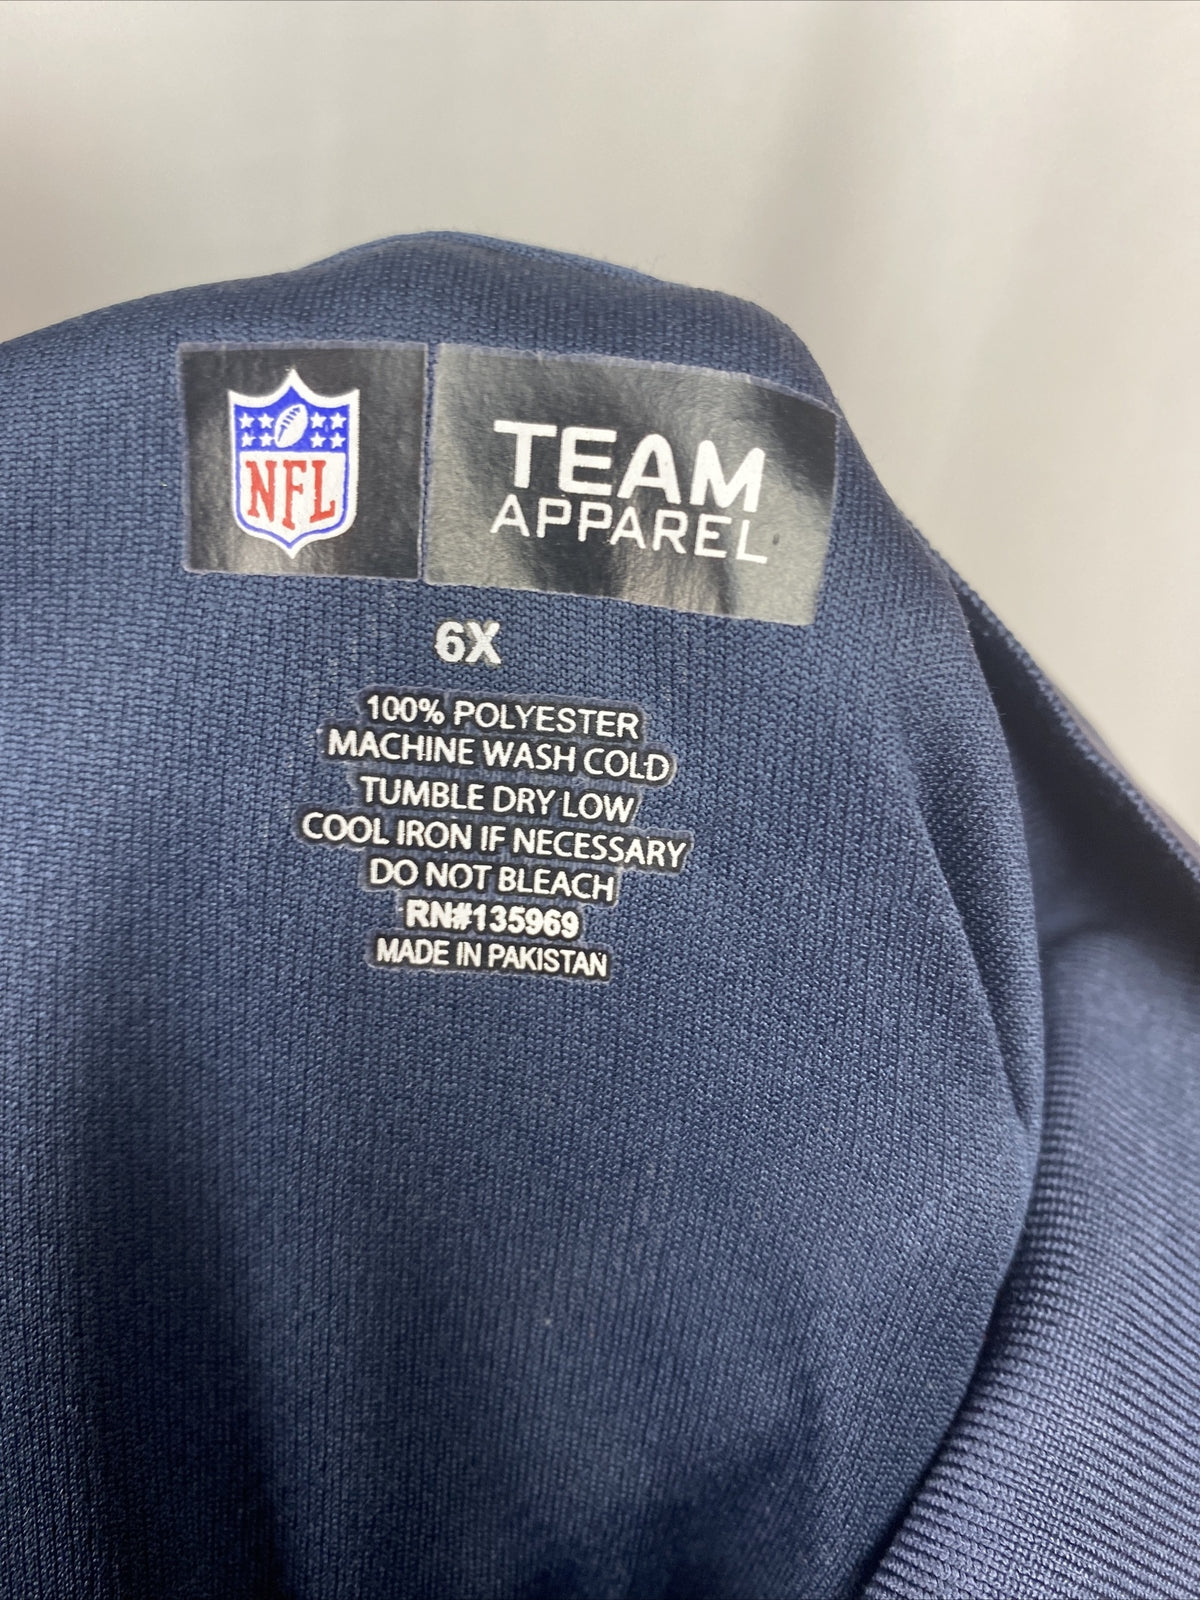 NFL
TEAM
APPAREL
6X
100% POLYESTER
MACHINE WASH COLD
TUMBLE DRY LOW
COOL IRON IF NECESSARY
DO NOT BLEACH
RN#135969
MADE IN PAKISTAN